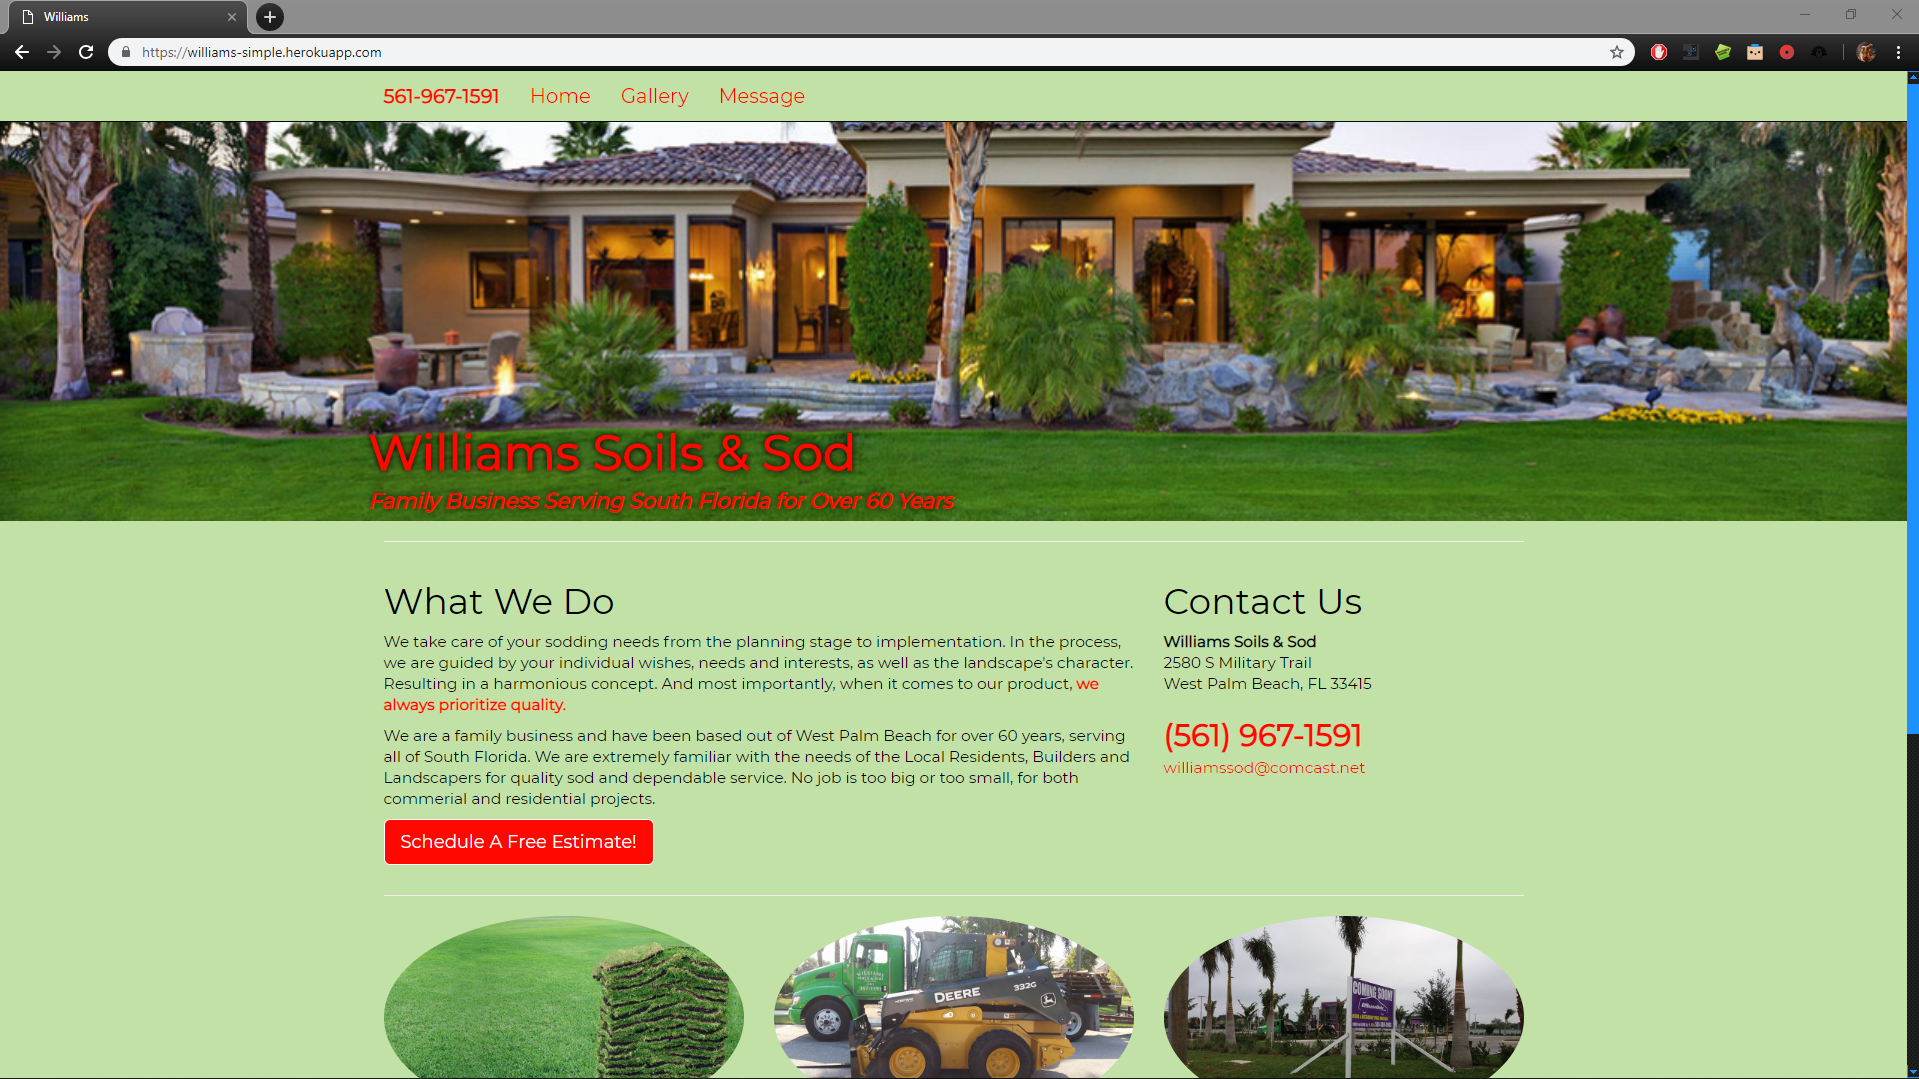 Williams
https://williams-simple.herokuapp.com
561-967-1591 Home Gallery Message
Williams Soils & Sod
Family Business Serving South Florida for Over 60 Years
What We Do
We take care of your sodding needs from the planning stage to implementation. In the process,
we are guided by your individual wishes, needs and interests, as well as the landscape's character.
Resulting in a harmonious concept. And most importantly, when it comes to our product, we
always prioritize quality.
We are a family business and have been based out of West Palm Beach for over 60 years, serving
all of South Florida. We are extremely familiar with the needs of the Local Residents, Builders and
Landscapers for quality sod and dependable service. No job is too big or too small, for both
commerial and residential projects.
Schedule A Free Estimate!
Contact Us
Williams Soils & Sod
2580 S Military Trail
West Palm Beach, FL 33415
(561) 967-1591
williamssod@comcast.net
WILLIAMS
DEERE
332G
COMING SOON!